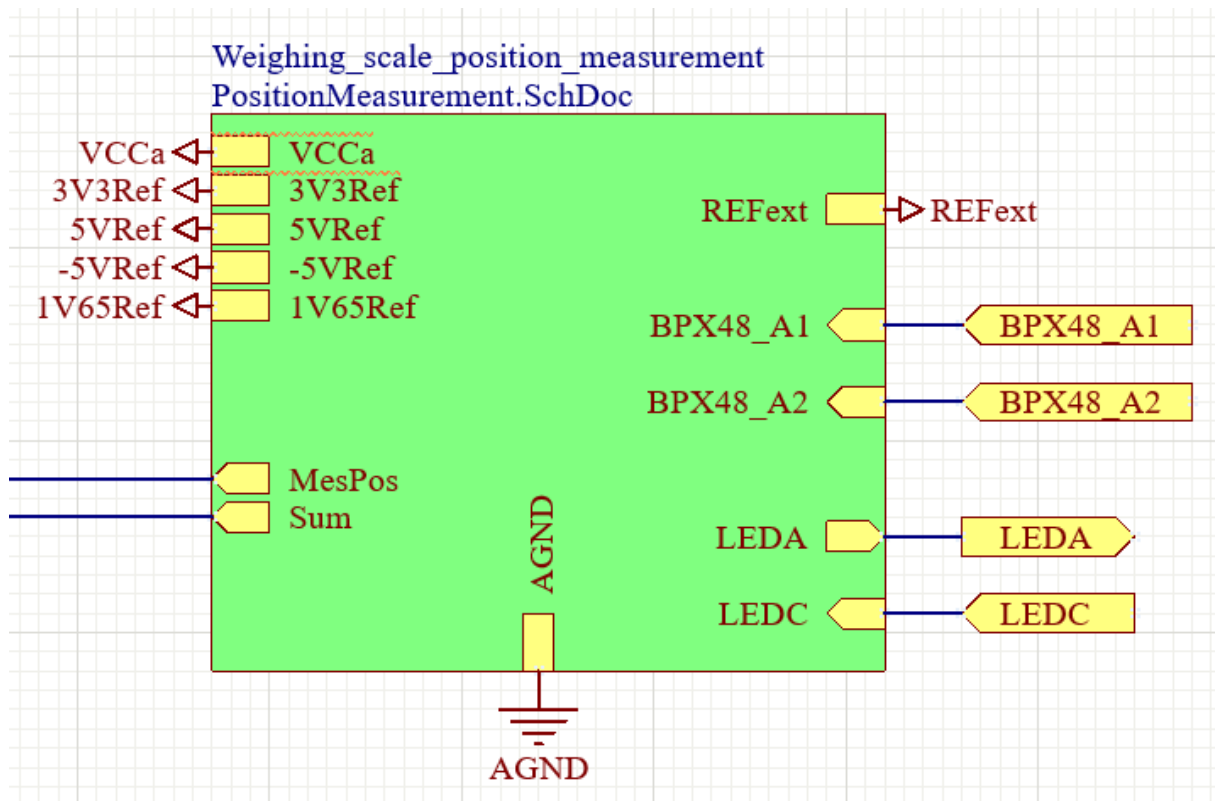 Weighing_scale_position_measurement
PositionMeasurement.SchDoc
VCCa VCCa
3V3Ref 3V3Ref
5VRef 5VRef
REFext REFext
-5VRef -5VRef
1V65Ref 1V65Ref
BPX48_A1 BPX48_A1
BPX48_A2 BPX48_A2
MesPos
Sum
AGND
LEDA LEDA
LEDC LEDC
AGND